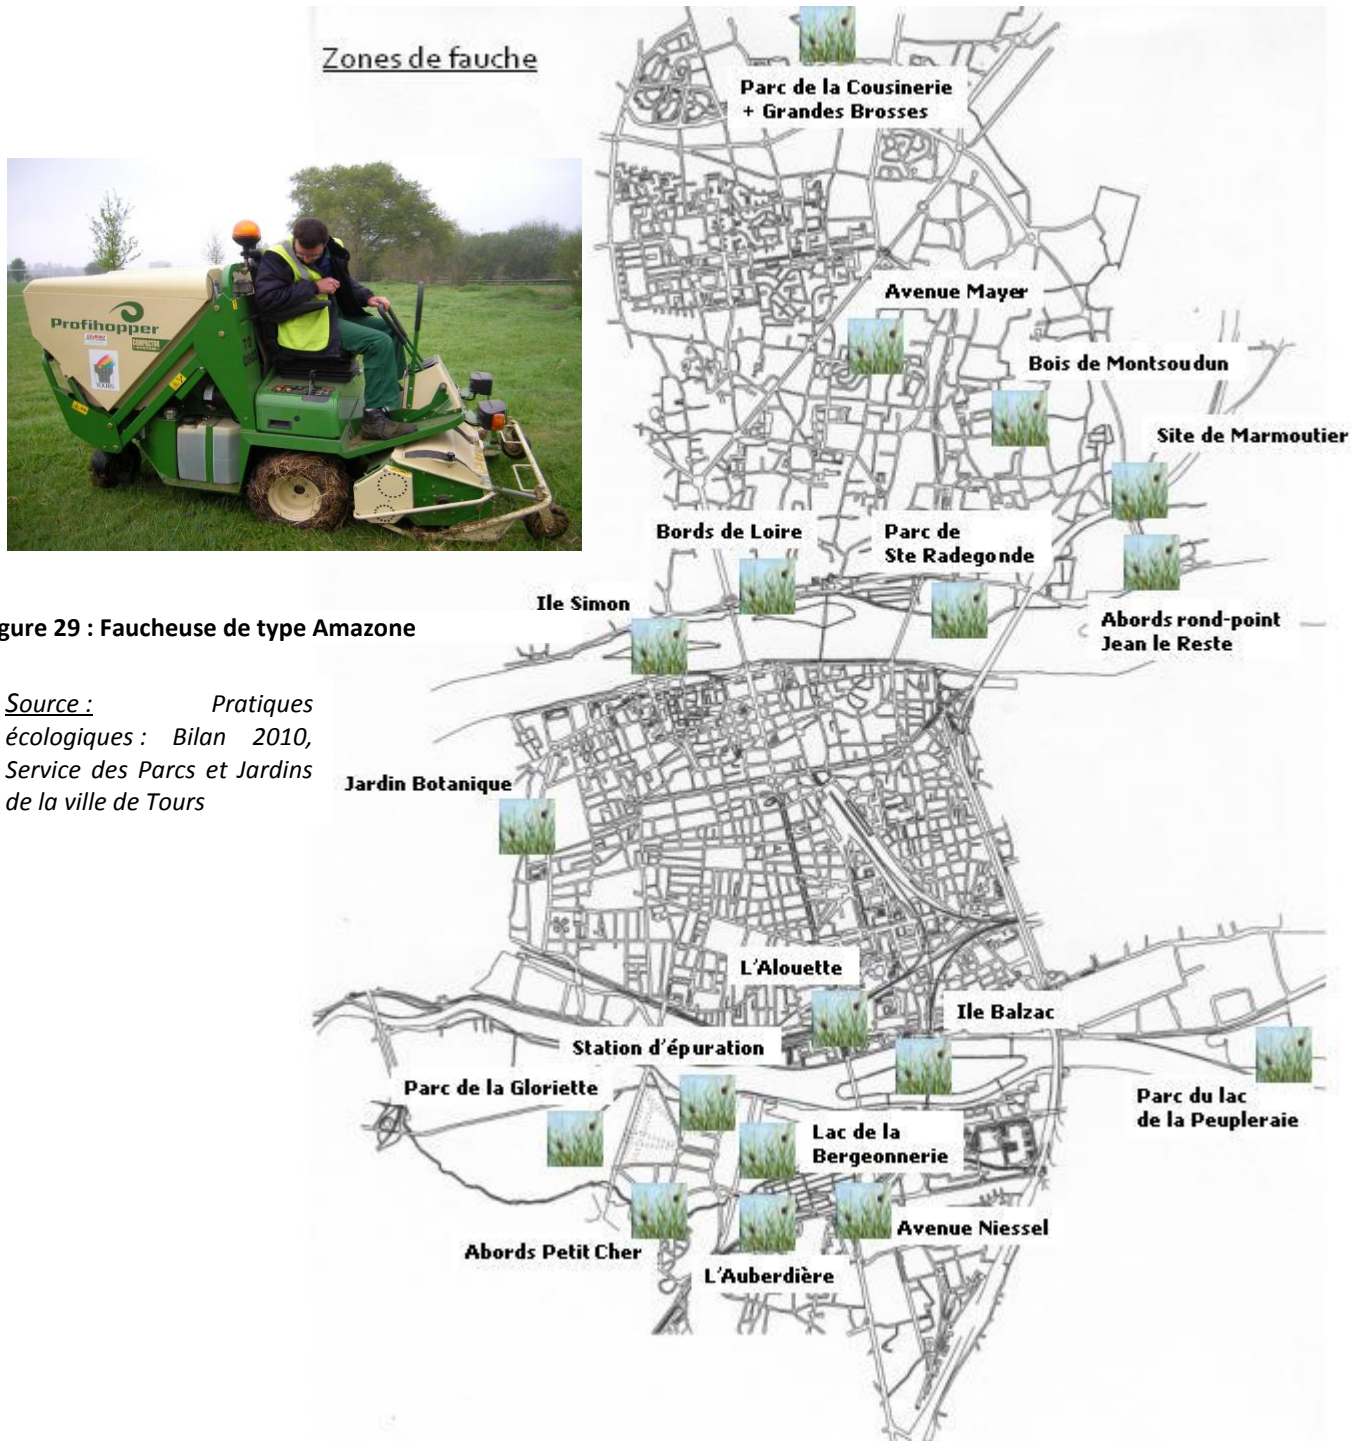 Zones de fauche
Parc de la Cousinerie
+ Grandes Brosses
Profihopper
TOURS
Avenue Mayer
Bois de Montsoudun
Site de Marmoutier
Bords de Loire
Parc de
Ste Radegonde
Ile Simon
Abords rond-point
Jean le Reste
gure 29 : Faucheuse de type Amazone
Source : Pratiques
écologiques : Bilan 2010,
Service des Parcs et Jardins
de la ville de Tours
Jardin Botanique
L'Alouette
Ile Balzac
Station d'épuration
Parc de la Gloriette
Parc du lac
de la Peupleraie
Lac de la
Bergeonnerie
Avenue Niessel
Abords Petit Cher
L'Auberdière